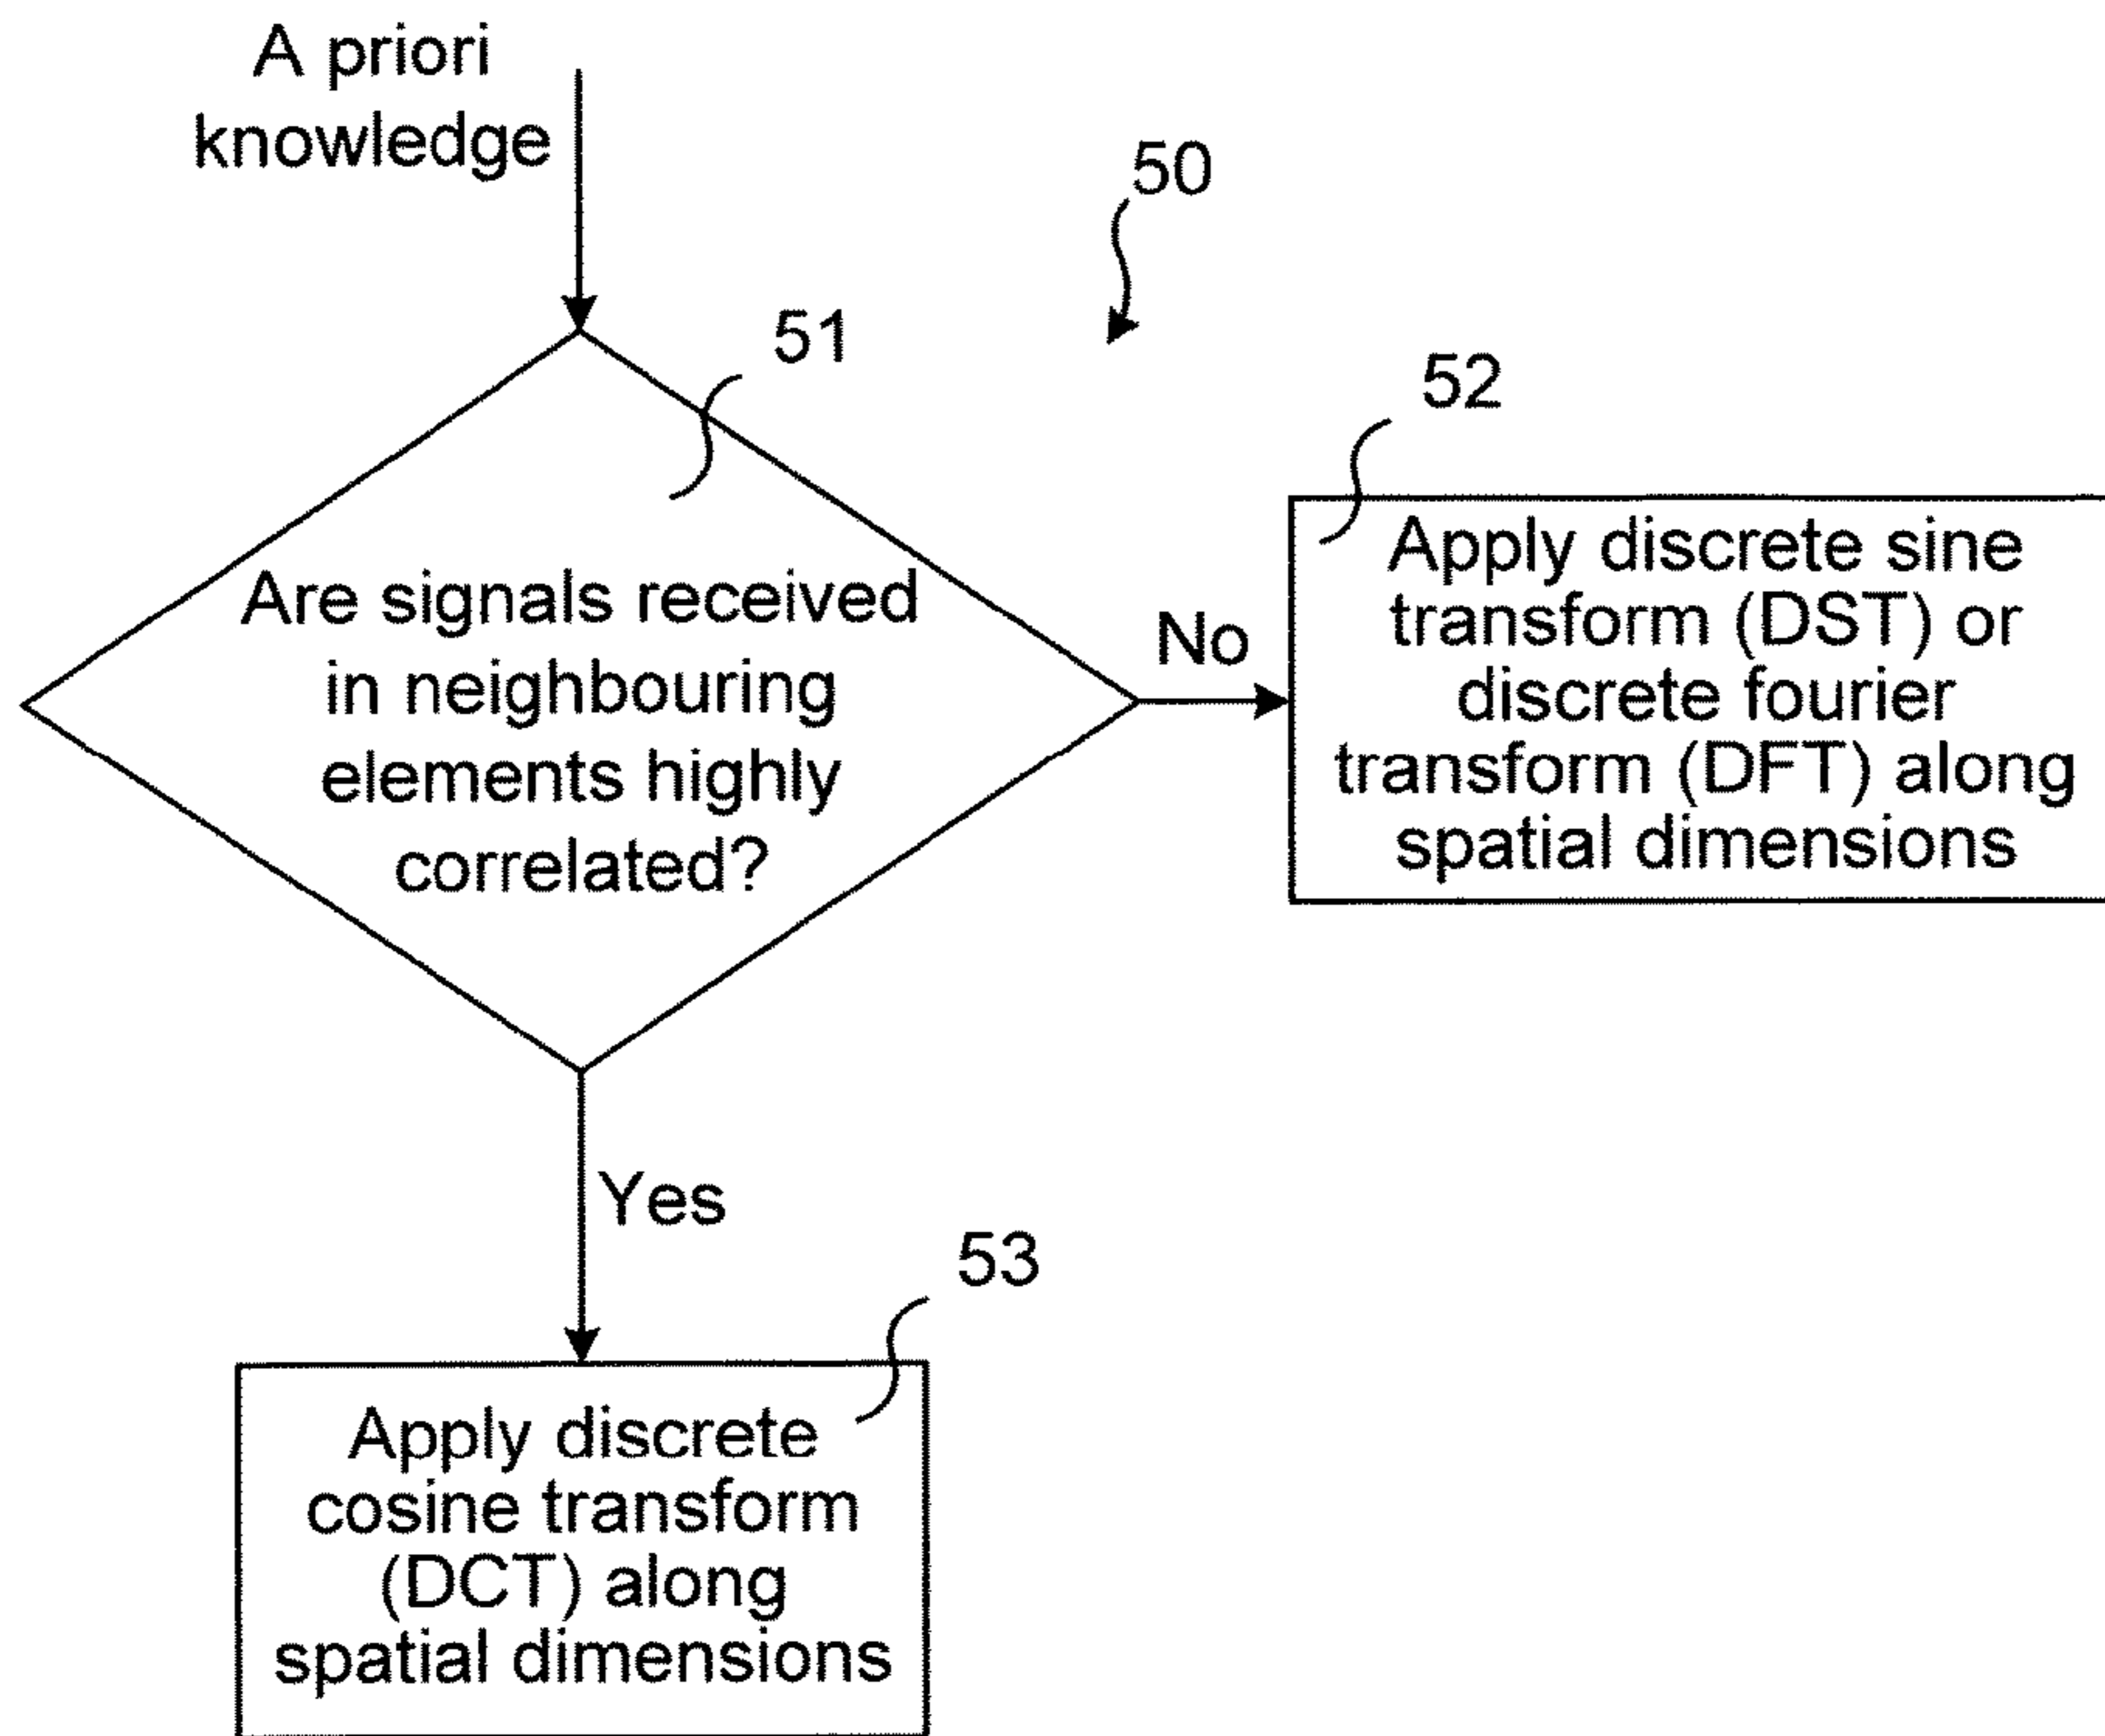 A priori
knowledge
50
51
52
Are signals received
in neighbouring
elements highly
correlated?
No
Apply discrete sine
transform (DST) or
discrete fourier
transform (DFT) along
spatial dimensions
Yes
53
Apply discrete
cosine transform
(DCT) along
spatial dimensions